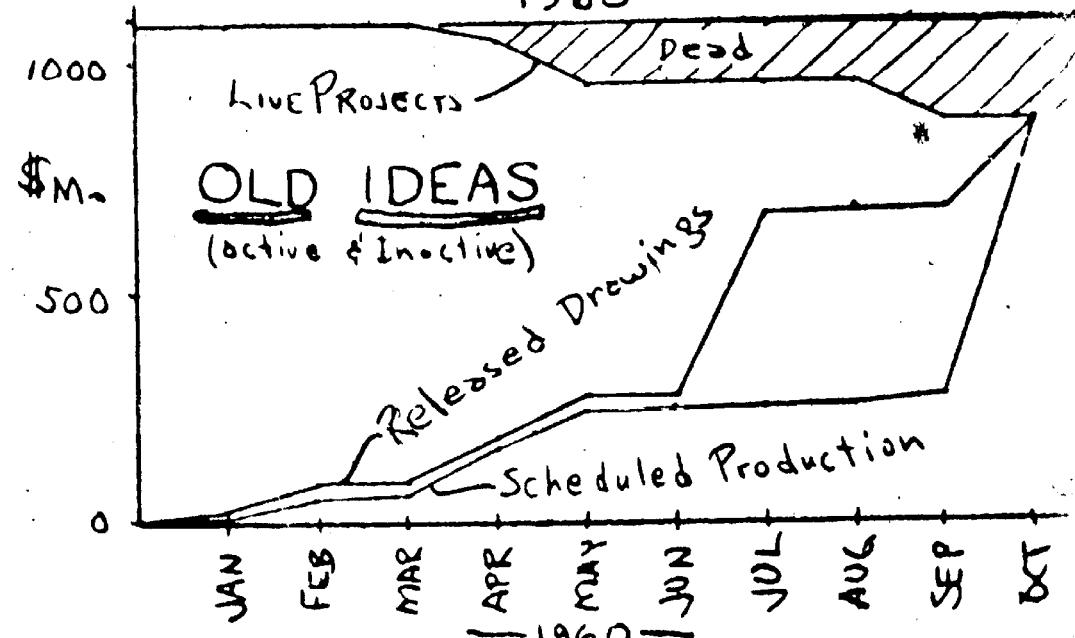 1960
Dead
1000
LIVE PROJECTS
*
$M.
OLD IDEAS
(active & Inactive)
500
Released Drawings
Scheduled Production
0
JAN
FEB
MAR
APR
MAY
JUN
JUL
AUG
SEP
OCT
—1960—